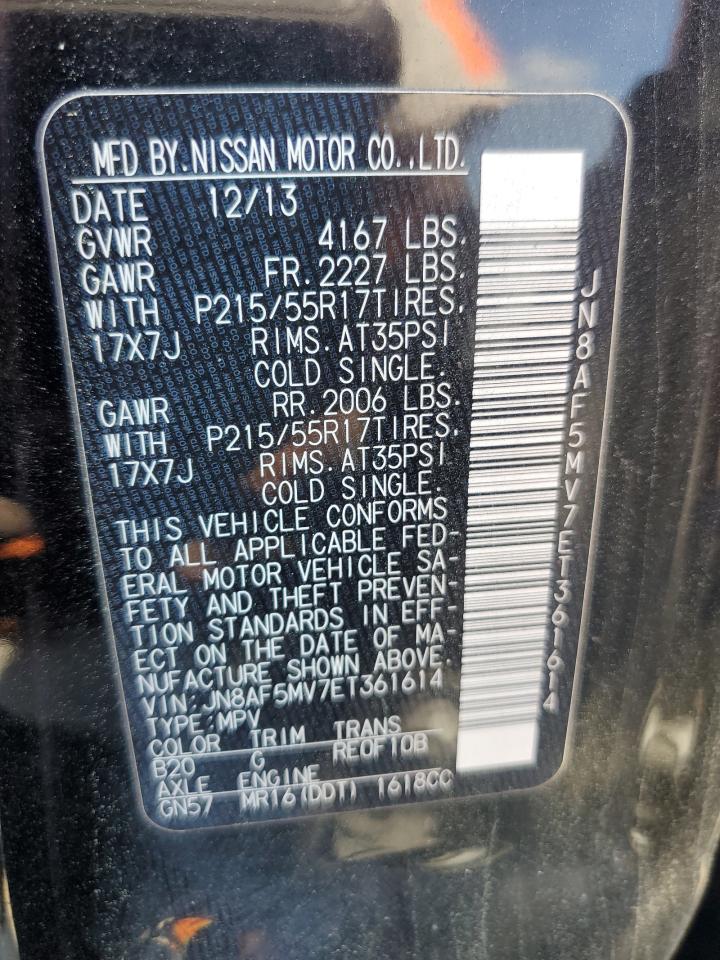 MFD BY.NISSAN MOTOR CO.,LTD.
DATE 12/13
GVWR 4167 LBS.
GAWR FR.2227 LBS.
WITH P215/55R17TIRES.
17X7J RIMS.AT35PSI
COLD SINGLE.
GAWR RR.2006 LBS.
WITH P215/55R17TIRES.
17X7J RIMS.AT35PSI
COLD SINGLE.
THIS VEHICLE CONFORMS
TO ALL APPLICABLE FED-
ERAL MOTOR VEHICLE SA-
FETY AND THEFT PREVEN-
TION STANDARDS IN EFF-
ECT ON THE DATE OF MA-
NUFACTURE SHOWN ABOVE.
VIN:JN8AF5MV7ET361614
TYPE:MPV
COLOR TRIM TRANS
B20 G RE0F10B
AXLE ENGINE
GN57 MR16(DDT) 1618CC
JN8AF5MV7ET361614